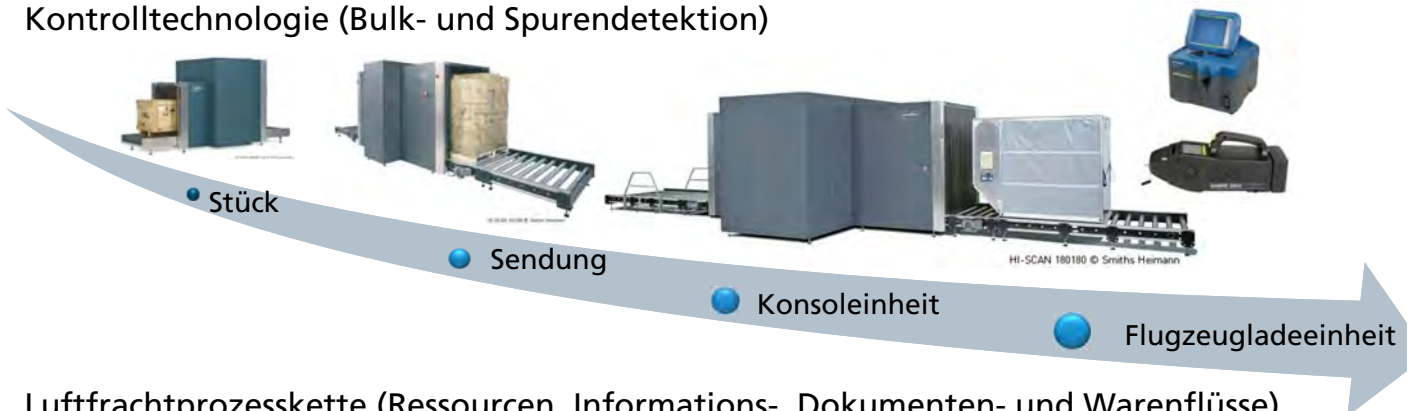 Kontrolltechnologie (Bulk- und Spurendetektion)
Stück
Sendung
HI-SCAN 180180 © Smiths Heimann
Konsoleinheit
Flugzeugladeeinheit
Luftfrachtprozesskette (Ressourcen, Informations-, Dokumenten- und Warenflüsse)